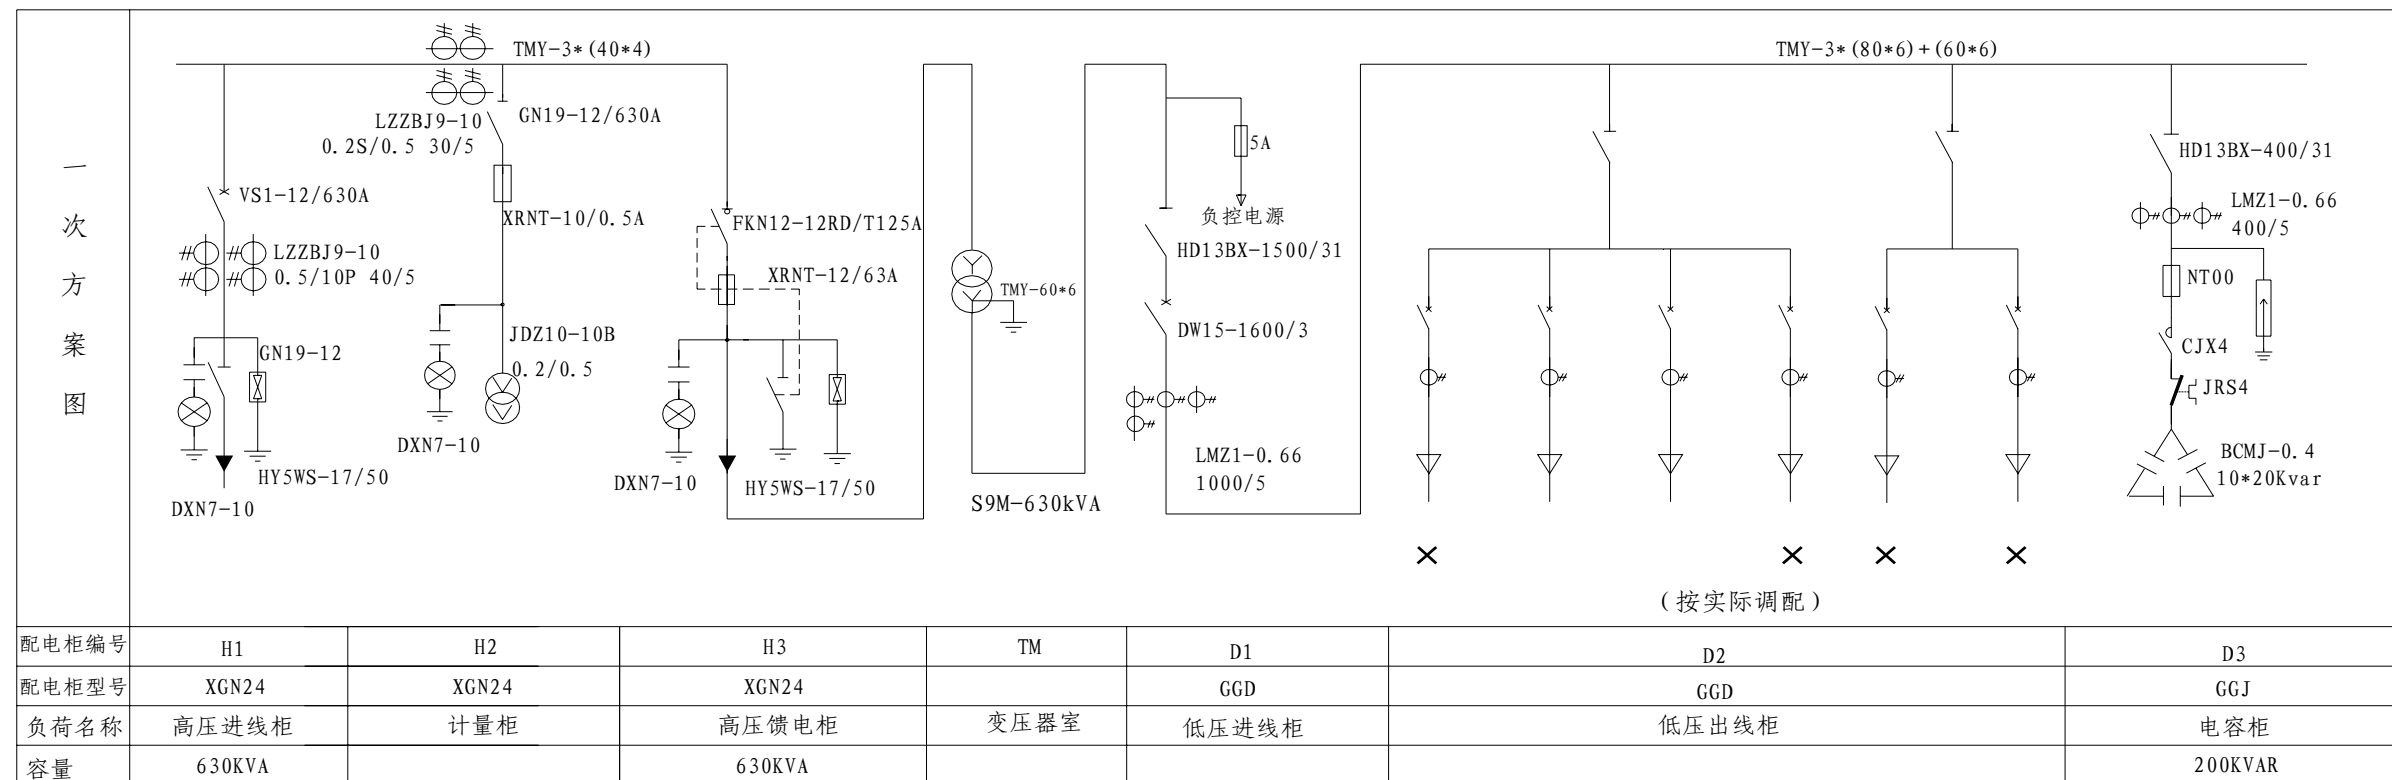 一次方案图
TMY-3*(40*4)
TMY-3*(80*6)+(60*6)
LZZBJ9-10
0.2S/0.5 30/5
GN19-12/630A
5A
HD13BX-400/31
VS1-12/630A
XRNT-10/0.5A
FKN12-12RD/T125A
负控电源
LMZ1-0.66
400/5
LZZBJ9-10
0.5/10P 40/5
XRNT-12/63A
TMY-60*6
HD13BX-1500/31
NT00
GN19-12
JDZ10-10B
0.2/0.5
DW15-1600/3
CJX4
JRS4
DXN7-10
HY5WS-17/50
DXN7-10
DXN7-10
HY5WS-17/50
S9M-630kVA
LMZ1-0.66
1000/5
BCMJ-0.4
10*20Kvar
(按实际调配)
配电柜编号 H1 H2 H3 TM D1 D2 D3
配电柜型号 XGN24 XGN24 XGN24 GGD GGD GGJ
负荷名称 高压进线柜 计量柜 高压馈电柜 变压器室 低压进线柜 低压出线柜 电容柜
容量 630KVA 630KVA 200KVAR